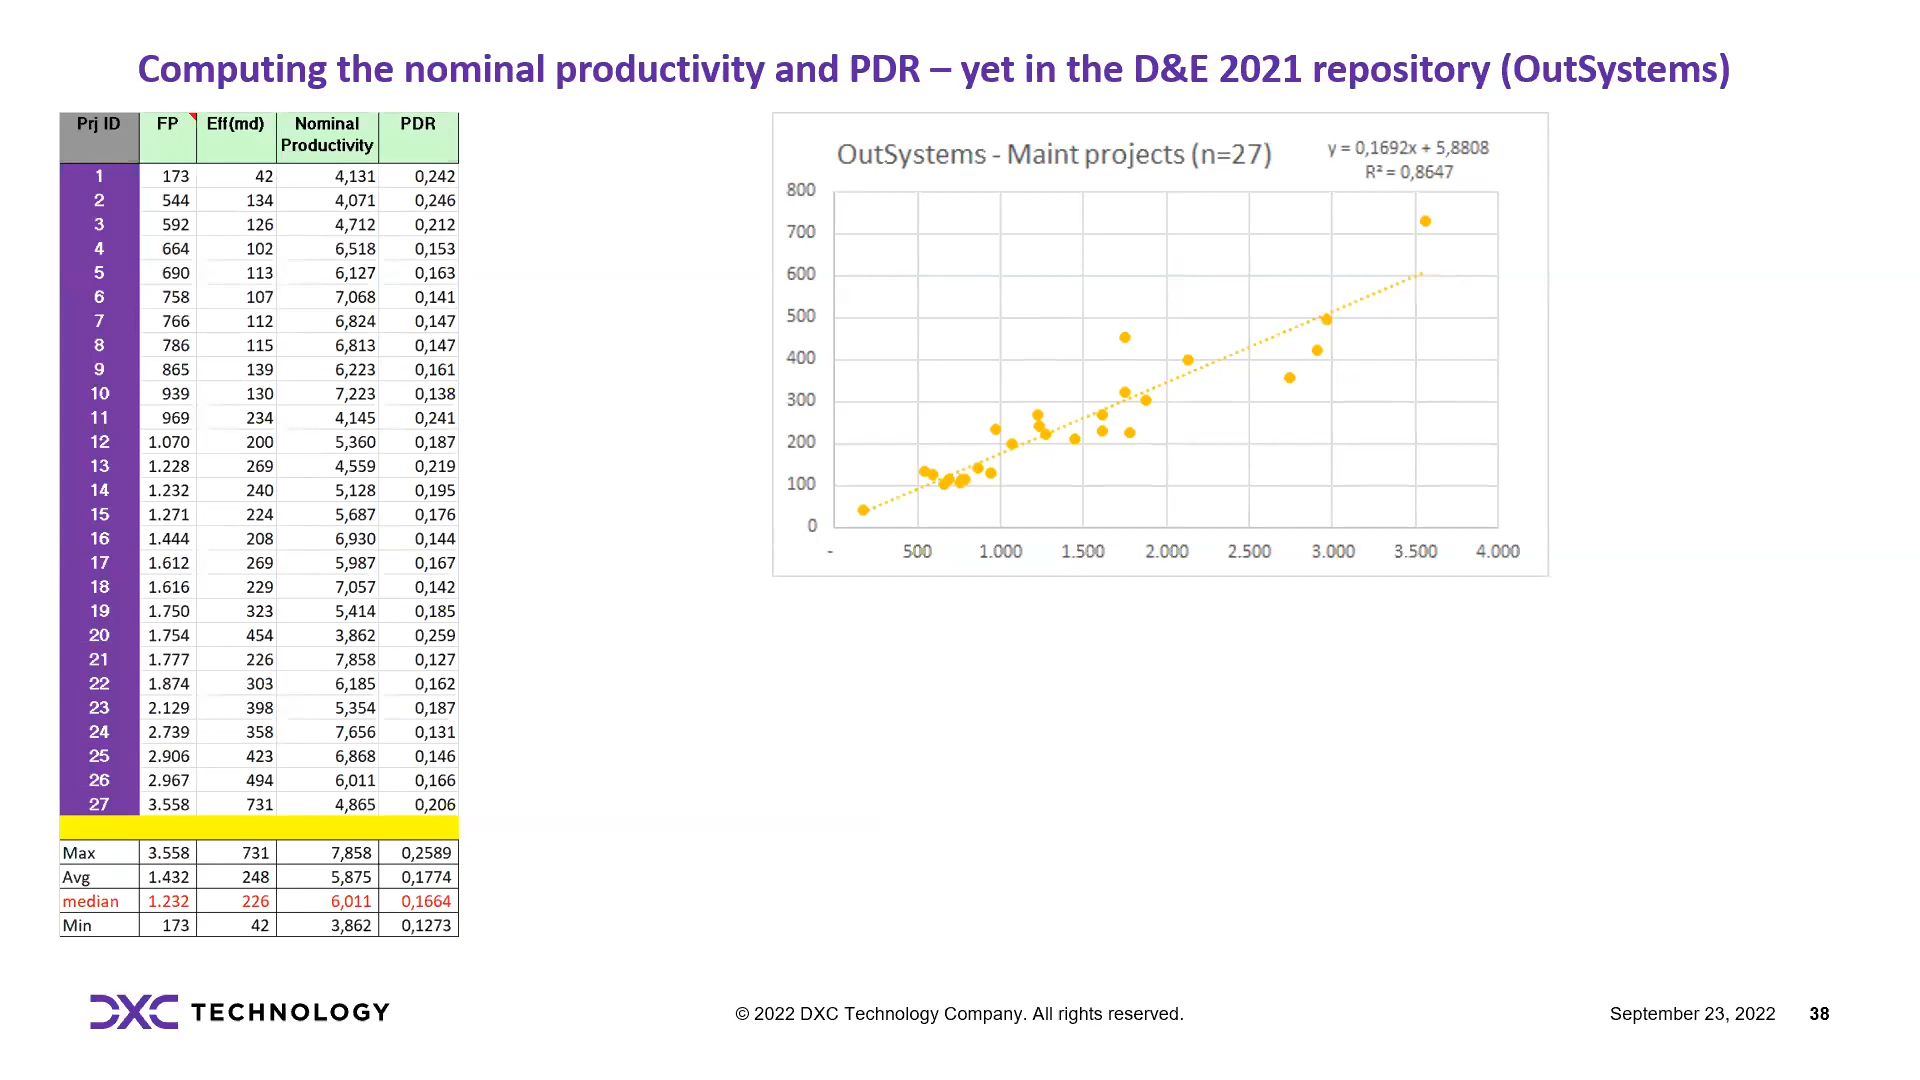 Computing the nominal productivity and PDR – yet in the D&E 2021 repository (OutSystems)
Prj ID FP Eff(md) Nominal Productivity PDR
1 173 42 4,131 0,242
2 544 134 4,071 0,246
3 592 126 4,712 0,212
4 664 102 6,518 0,153
5 690 113 6,127 0,163
6 758 107 7,068 0,141
7 766 112 6,824 0,147
8 786 115 6,813 0,147
9 865 139 6,223 0,161
10 939 130 7,223 0,138
11 969 234 4,145 0,241
12 1.070 200 5,360 0,187
13 1.228 269 4,559 0,219
14 1.232 240 5,128 0,195
15 1.271 224 5,687 0,176
16 1.444 208 6,930 0,144
17 1.612 269 5,987 0,167
18 1.616 229 7,057 0,142
19 1.750 323 5,414 0,185
20 1.754 454 3,862 0,259
21 1.777 226 7,858 0,127
22 1.874 303 6,185 0,162
23 2.129 398 5,354 0,187
24 2.739 358 7,656 0,131
25 2.906 423 6,868 0,146
26 2.967 494 6,011 0,166
27 3.558 731 4,865 0,206
Max 3.558 731 7,858 0,2589
Avg 1.432 248 5,875 0,1774
median 1.232 226 6,011 0,1664
Min 173 42 3,862 0,1273
OutSystems - Maint projects (n=27)
y = 0,1692x + 5,8808
R² = 0,8647
800
700
600
500
400
300
200
100
0
- 500 1.000 1.500 2.000 2.500 3.000 3.500 4.000
DXC TECHNOLOGY
© 2022 DXC Technology Company. All rights reserved.
September 23, 2022 38